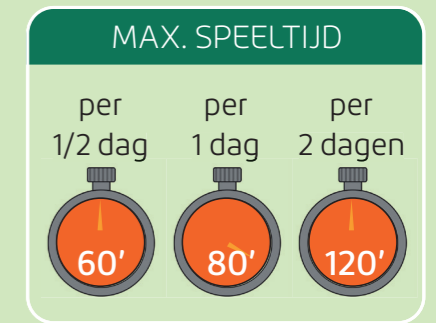 MAX. SPEELTIJD
per per per
1/2 dag 1 dag 2 dagen
60’ 80’ 120’